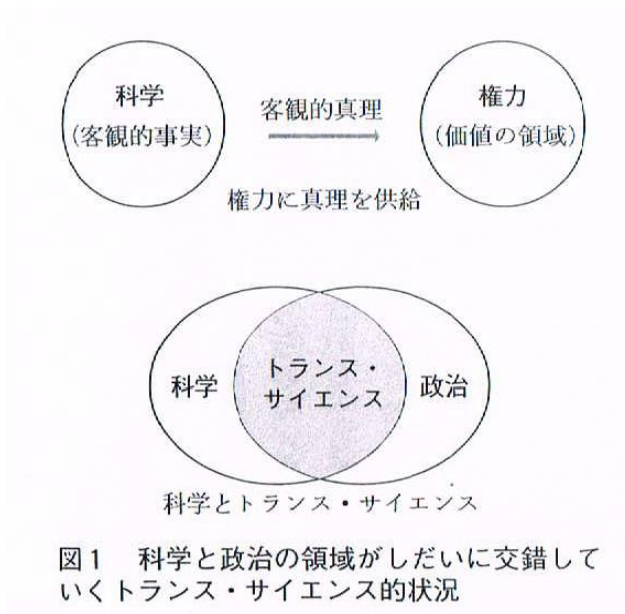 科学
(客観的事実)
客観的真理
権力
(価値の領域)
権力に真理を供給
科学
トランス・
サイエンス
政治
科学とトランス・サイエンス
図1　科学と政治の領域がしだいに交錯して
いくトランス・サイエンス的状況